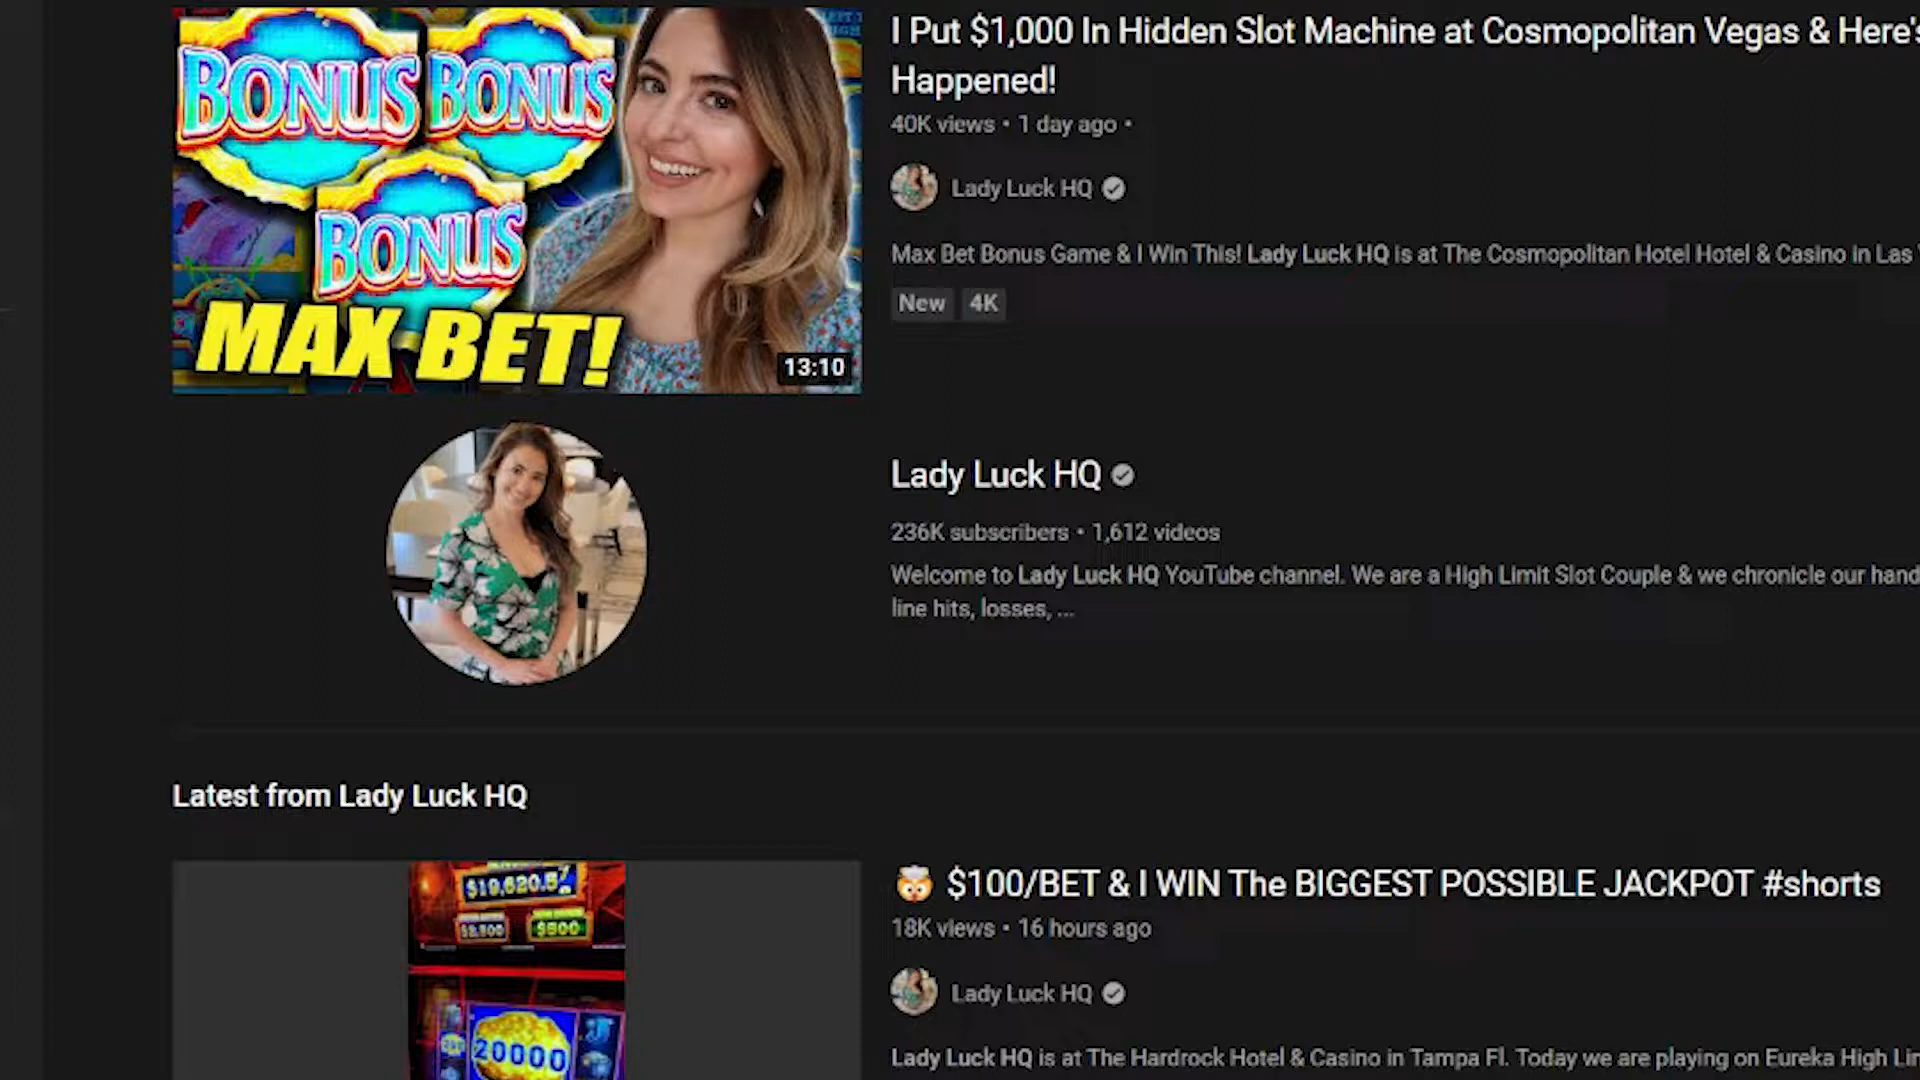 BONUS BONUS
BONUS
MAX BET!
13:10
I Put $1,000 In Hidden Slot Machine at Cosmopolitan Vegas & Here's
Happened!
40K views • 1 day ago •
Lady Luck HQ
Max Bet Bonus Game & I Win This! Lady Luck HQ is at The Cosmopolitan Hotel Hotel & Casino in Las
New 4K
Lady Luck HQ
236K subscribers • 1,612 videos
Welcome to Lady Luck HQ YouTube channel. We are a High Limit Slot Couple & we chronicle our hand
line hits, losses, ...
Latest from Lady Luck HQ
$19,620.57
$2,500 $500
20000
$100/BET & I WIN The BIGGEST POSSIBLE JACKPOT #shorts
18K views • 16 hours ago
Lady Luck HQ
Lady Luck HQ is at The Hardrock Hotel & Casino in Tampa Fl. Today we are playing on Eureka High Lim